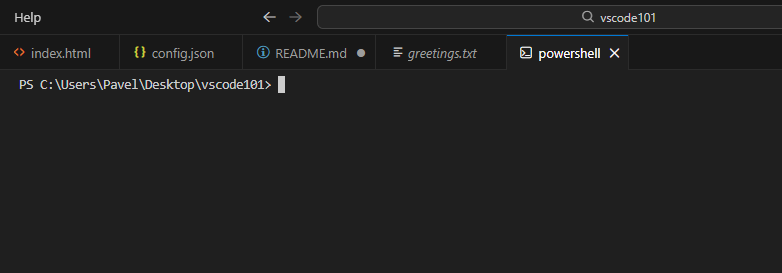 Help
vscode101
index.html
config.json
README.md
greetings.txt
powershell
PS C:\Users\Pavel\Desktop\vscode101>